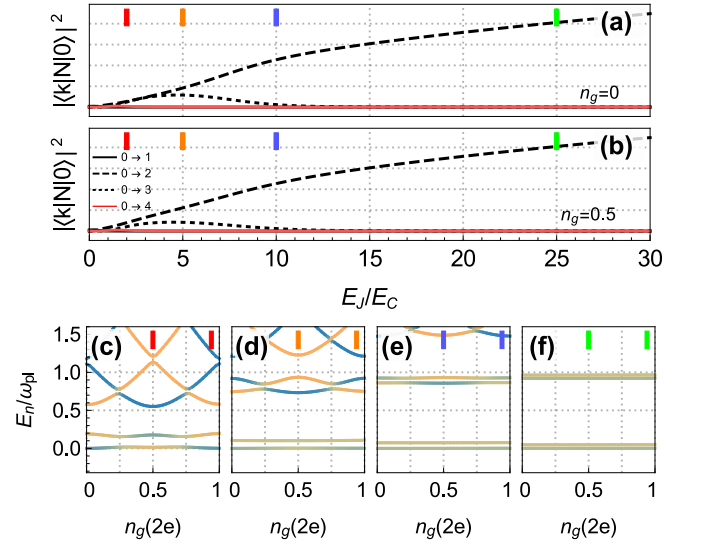 |⟨k|N|0⟩|²
(a)
n_g=0
|⟨k|N|0⟩|²
(b)
0 → 1
0 → 2
0 → 3
0 → 4
n_g=0.5
0 5 10 15 20 25 30
E_J/E_C
E_n/ω_pl
1.5
1.0
0.5
0.0
(c) (d) (e) (f)
0 0.5 1 0 0.5 1 0 0.5 1 0 0.5 1
n_g(2e) n_g(2e) n_g(2e) n_g(2e)